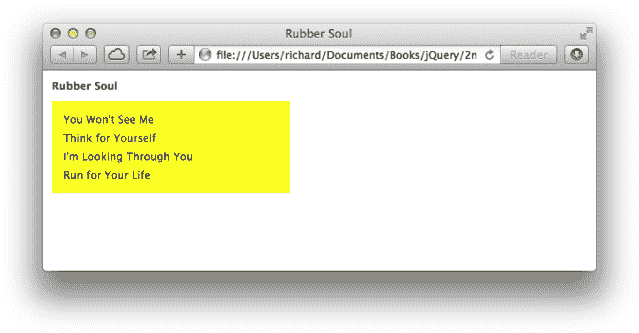 Rubber Soul
file:///Users/richard/Documents/Books/jQuery/2n
Reader
Rubber Soul
You Won't See Me
Think for Yourself
I'm Looking Through You
Run for Your Life